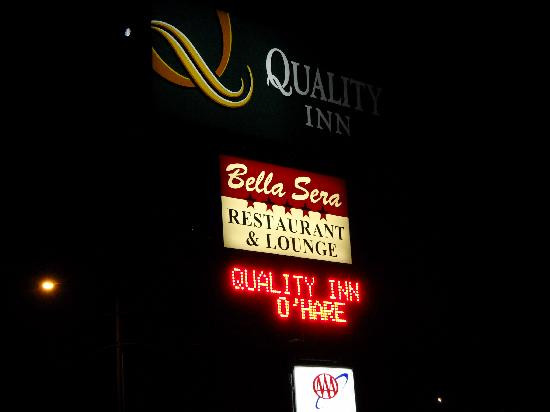 QUALITY
INN
Bella Sera
RESTAURANT
& LOUNGE
QUALITY INN
O'HARE
AAA